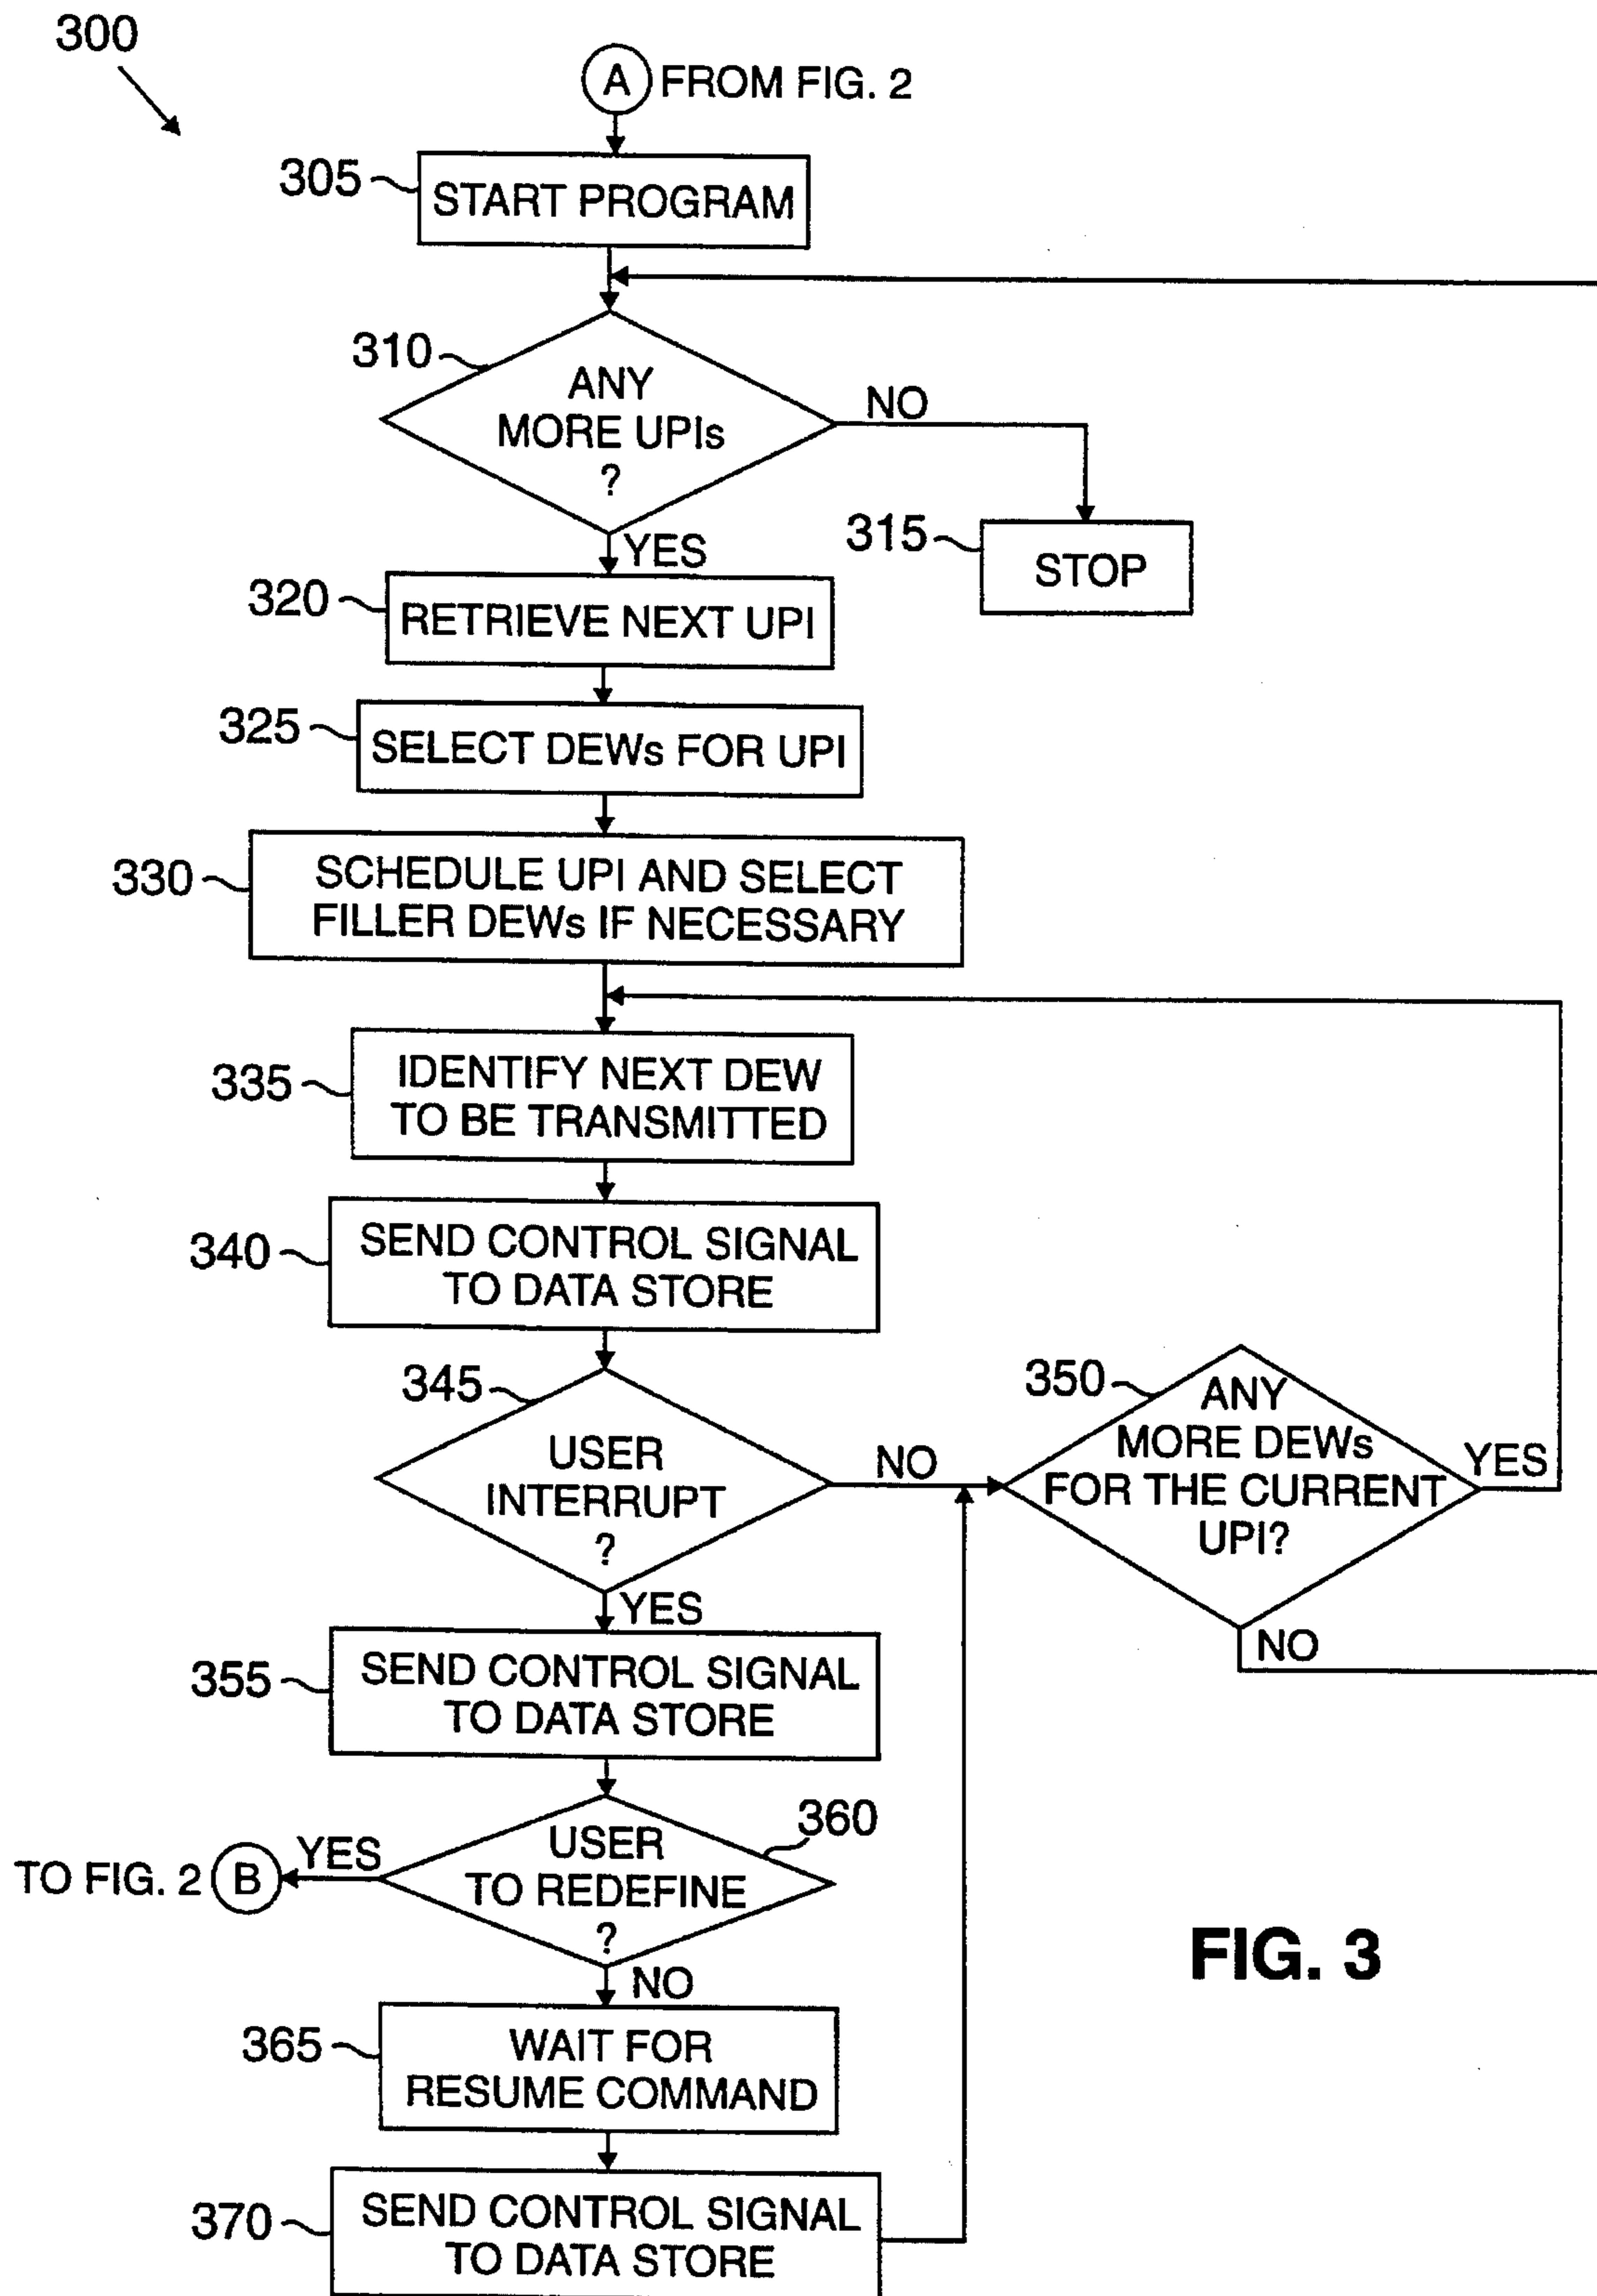 300
A FROM FIG. 2
305
START PROGRAM
310
ANY
MORE UPIs
?
NO
315
STOP
YES
320
RETRIEVE NEXT UPI
325
SELECT DEWs FOR UPI
330
SCHEDULE UPI AND SELECT
FILLER DEWs IF NECESSARY
335
IDENTIFY NEXT DEW
TO BE TRANSMITTED
340
SEND CONTROL SIGNAL
TO DATA STORE
345
USER
INTERRUPT
?
NO
350
ANY
MORE DEWs
FOR THE CURRENT
UPI?
YES
NO
YES
355
SEND CONTROL SIGNAL
TO DATA STORE
360
USER
TO REDEFINE
?
YES
TO FIG. 2 B
NO
365
WAIT FOR
RESUME COMMAND
370
SEND CONTROL SIGNAL
TO DATA STORE
FIG. 3